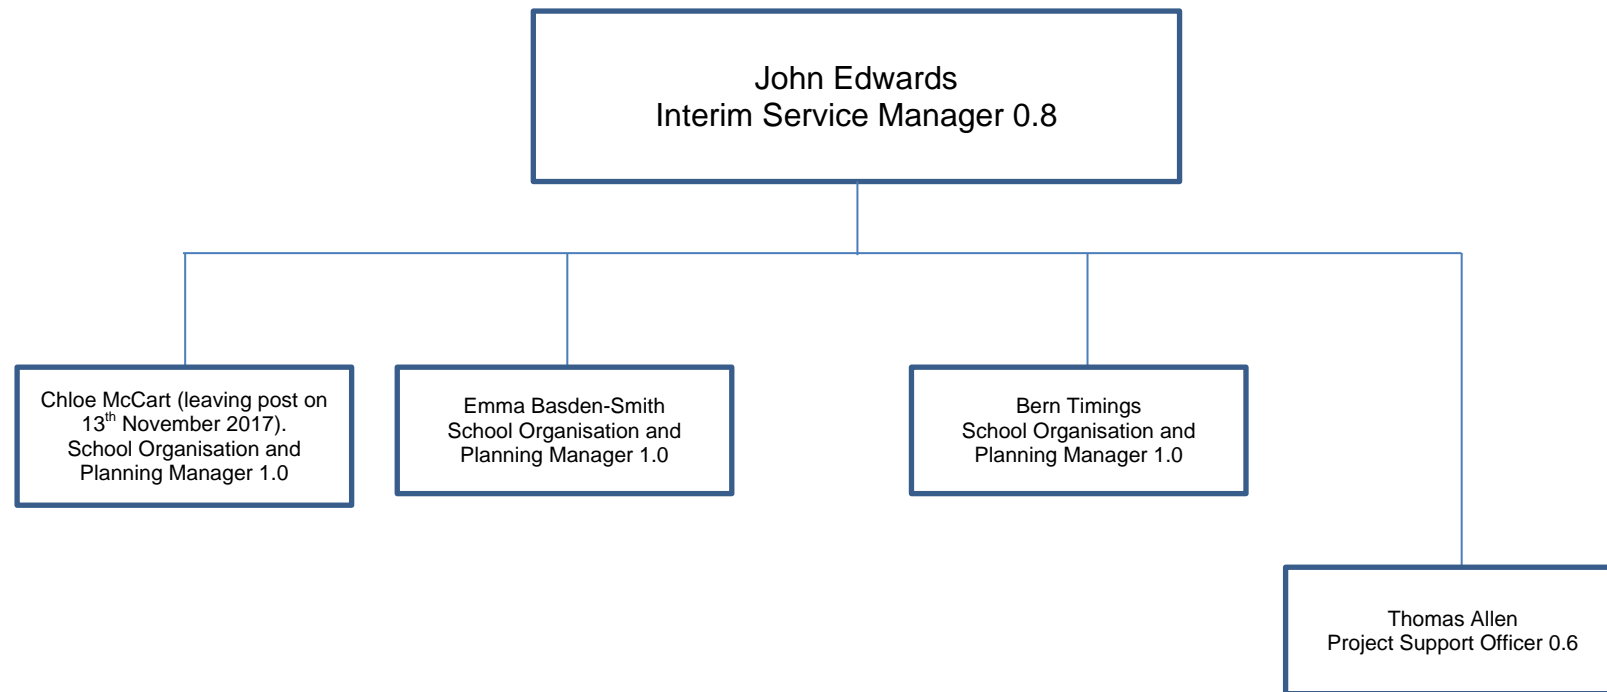 John Edwards
Interim Service Manager 0.8
Chloe McCart (leaving post on
13th November 2017).
School Organisation and
Planning Manager 1.0
Emma Basden-Smith
School Organisation and
Planning Manager 1.0
Bern Timings
School Organisation and
Planning Manager 1.0
Thomas Allen
Project Support Officer 0.6